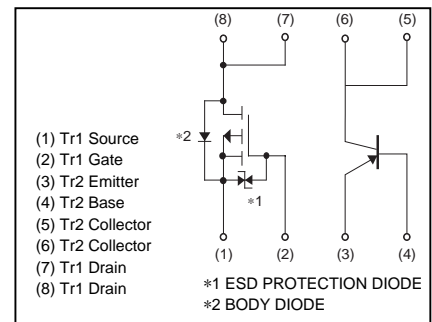 (8) (7) (6) (5)
∗2
∗1
(1) Tr1 Source
(2) Tr1 Gate
(3) Tr2 Emitter
(4) Tr2 Base
(5) Tr2 Collector
(6) Tr2 Collector
(7) Tr1 Drain
(8) Tr1 Drain
(1) (2) (3) (4)
∗1 ESD PROTECTION DIODE
∗2 BODY DIODE